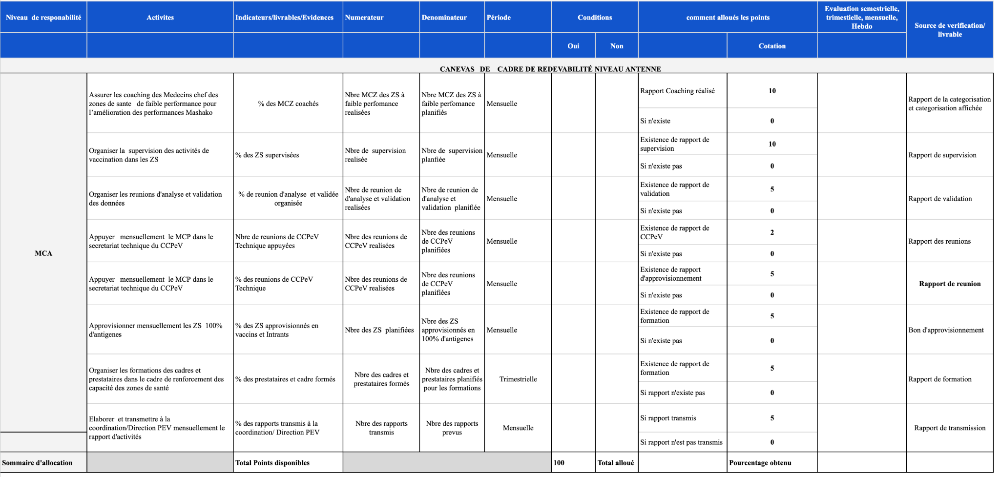 Niveau de responabilité
Activites
Indicateurs/livrables/Evidences
Numerateur
Denominateur
Période
Conditions
comment alloués les points
Evaluation semestrielle,
trimestielle, mensuelle,
Hebdo
Source de verification/
livrable
Oui
Non
Cotation
CANEVAS DE CADRE DE REDEVABILITÉ NIVEAU ANTENNE
MCA
Assurer les coaching des Medecins chef des
zones de sante de faible performance pour
l’amélioration des performances Mashako
% des MCZ coachés
Nbre MCZ des ZS à
faible perfomance
realisées
Nbre MCZ des ZS à
faible perfomance
planifiés
Mensuelle
Rapport Coaching réalisé
10
Si n'existe
0
Rapport de la categorisation
et categorisation affichée
Organiser la supervision des activités de
vaccination dans les ZS
% des ZS supervisées
Nbre de supervision
realisée
Nbre de supervision
planfiée
Mensuelle
Existence de rapport de
supervision
10
Si n'existe pas
0
Rapport de supervision
Organiser les reunions d'analyse et validation
des données
% de reunion d'analyse et validée
organisée
Nbre de reunion de
d'analyse et validation
realisées
Nbre de reunion de
d'analyse et
validation planifiée
Mensuelle
Existence de rapport de
validation
5
Si n'existe pas
0
Rapport de validation
Appuyer mensuellement le MCP dans le
secretariat technique du CCPeV
Nbre de reunions de CCPeV
Technique appuyées
Nbre des reunions de
CCPeV realisées
Nbre des reunions
de CCPeV
planifiées
Mensuelle
Existence de rapport de
CCPeV
2
Si n'existe pas
0
Rapport des reunions
Appuyer mensuellement le MCP dans le
secretariat technique du CCPeV
% des reunions de CCPeV
Technique
Nbre des reunions de
CCPeV realisées
Nbre des reunions
de CCPeV
planifiées
Mensuelle
Existence de rapport
d'approvisionnement
5
Si n'existe pas
0
Rapport de reunion
Approvisionner mensuellement les ZS 100%
d'antigenes
% des ZS approvisionnés en
vaccins et Intrants
Nbre des ZS planifiées
Nbre des ZS
approvisionnés en
100% d'antigenes
Mensuelle
Existence de rapport de
formation
5
Si n'existe pas
0
Bon d'approvisionnement
Organiser les formations des cadres et
prestataires dans le cadre de renforcement des
capacité des zones de santé
% des prestataires et cadre formés
Nbre des cadres et
prestataires formés
Nbre des cadres et
prestataires planifiés
pour les formations
Trimestrielle
Existence de rapport de
formation
5
Si rapport n'existe pas
0
Rapport de formation
Elaborer et transmettre à la
coordination/Direction PEV mensuellement le
rapport d'activités
% des rapports transmis à la
coordination/ Direction PEV
Nbre des rapports
transmis
Nbre des rapports
prevus
Mensuelle
Si rapport transmis
5
Si rapport n'est pas transmis
0
Rapport de transmission
Sommaire d'allocation
Total Points disponibles
100
Total alloué
Pourcentage obtenu